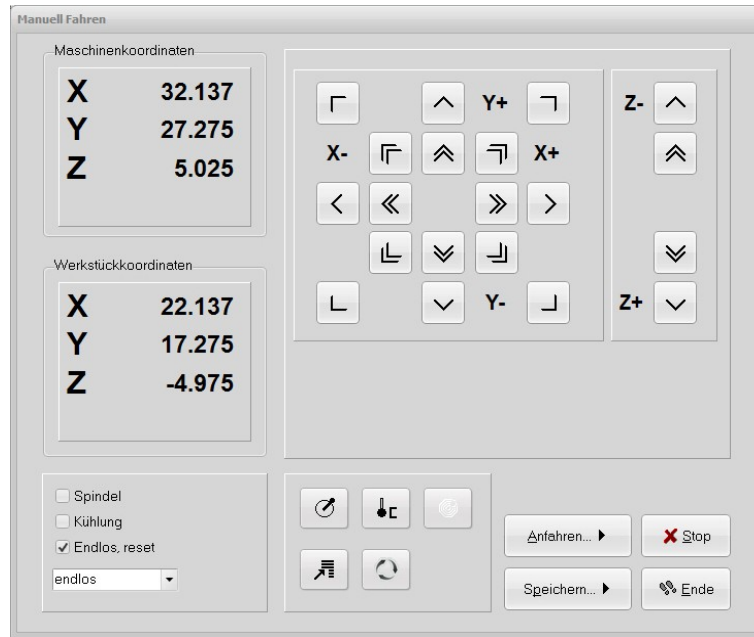 Manuell Fahren
Maschinenkoordinaten
X 32.137
Y 27.275
Z 5.025
Y+
Z-
X- X+
Y-
Z+
Werkstückkoordinaten
X 22.137
Y 17.275
Z -4.975
Spindel
Kühlung
Endlos, reset
endlos
Anfahren...
Stop
Speichern...
Ende